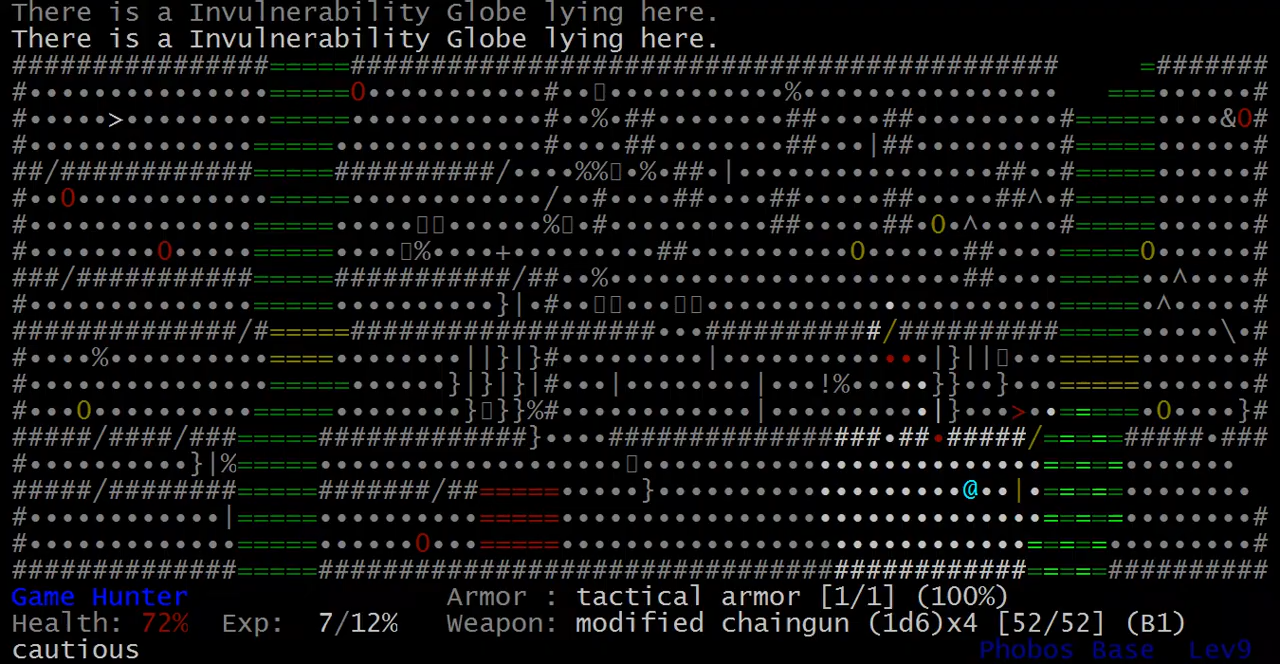 There is a Invulnerability Globe lying here.
There is a Invulnerability Globe lying here.
Game Hunter Armor : tactical armor [1/1] (100%)
Health: 72% Exp: 7/12% Weapon: modified chaingun (1d6)x4 [52/52] (B1)
cautious Phobos Base Lev9